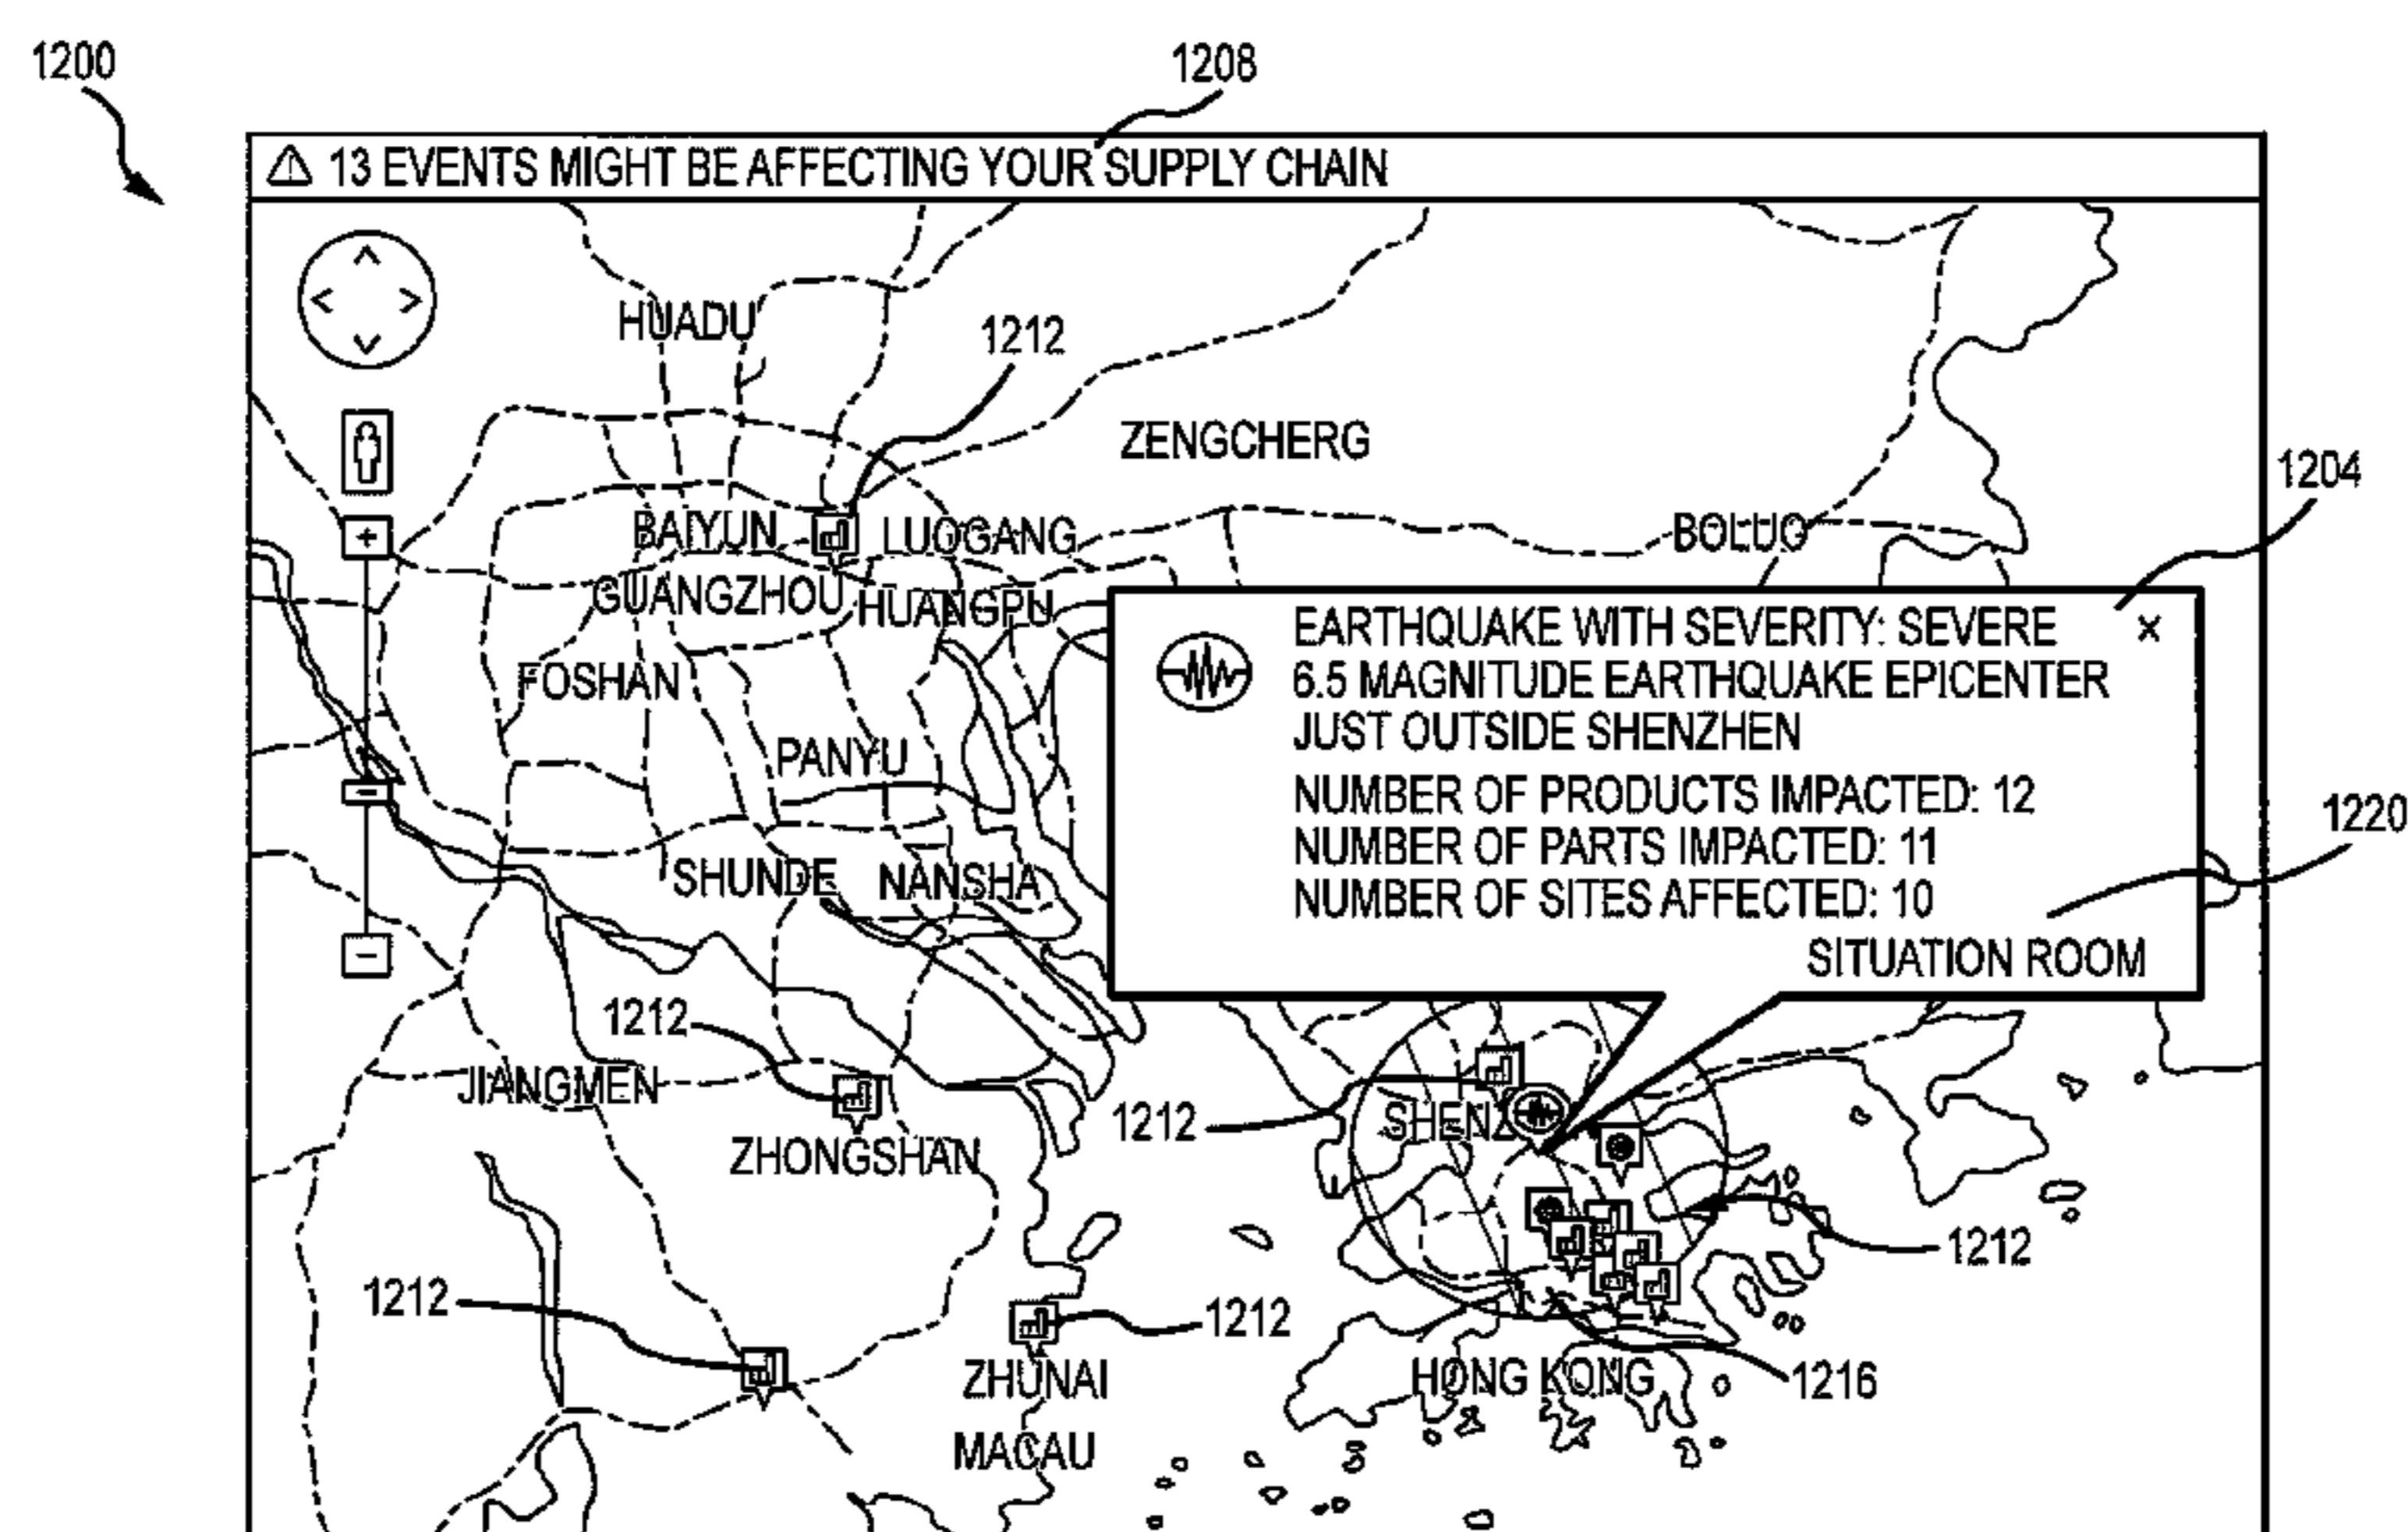 1200
1208
⚠ 13 EVENTS MIGHT BE AFFECTING YOUR SUPPLY CHAIN
HUADU
1212
ZENGCHERG
1204
BAIYUN
LUOGANG
BOLUO
GUANGZHOU
HUANGPU
EARTHQUAKE WITH SEVERITY: SEVERE
×
6.5 MAGNITUDE EARTHQUAKE EPICENTER
JUST OUTSIDE SHENZHEN
FOSHAN
PANYU
NUMBER OF PRODUCTS IMPACTED: 12
1220
NUMBER OF PARTS IMPACTED: 11
SHUNDE
NANSHA
NUMBER OF SITES AFFECTED: 10
SITUATION ROOM
1212
JIANGMEN
1212
SHENZ
ZHONGSHAN
1212
1212
1212
ZHUNAI
HONG KONG
1216
MACAU